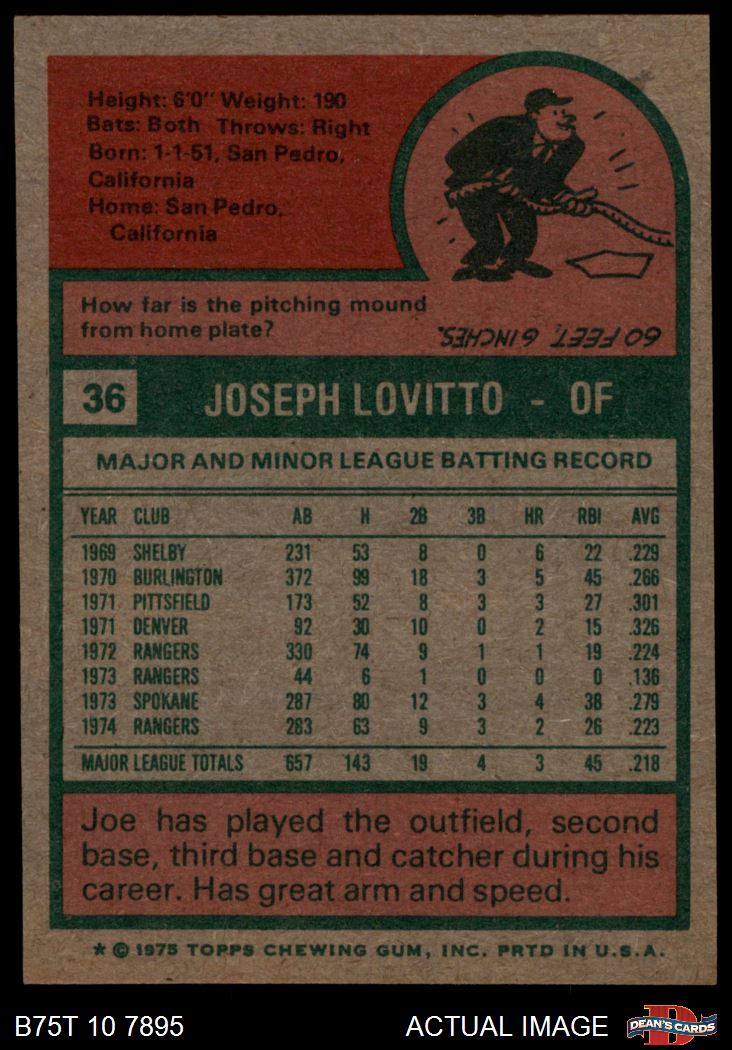 Height: 6'0" Weight: 190
Bats: Both Throws: Right
Born: 1-1-51, San Pedro,
California
Home: San Pedro,
California
How far is the pitching mound
from home plate?
60 FEET, 6 INCHES.
36 JOSEPH LOVITTO - OF
MAJOR AND MINOR LEAGUE BATTING RECORD
YEAR CLUB AB H 2B 3B HR RBI AVG
1969 SHELBY 231 53 8 0 6 22 .229
1970 BURLINGTON 372 99 18 3 5 45 .266
1971 PITTSFIELD 173 52 8 3 3 27 .301
1971 DENVER 92 30 10 0 2 15 .326
1972 RANGERS 330 74 9 1 1 19 .224
1973 RANGERS 44 6 1 0 0 0 .136
1973 SPOKANE 287 80 12 3 4 38 .279
1974 RANGERS 283 63 9 3 2 26 .223
MAJOR LEAGUE TOTALS 657 143 19 4 3 45 .218
Joe has played the outfield, second
base, third base and catcher during his
career. Has great arm and speed.
* © 1975 TOPPS CHEWING GUM, INC. PRTD IN U.S.A.
B75T 10 7895 ACTUAL IMAGE DEAN'S CARDS